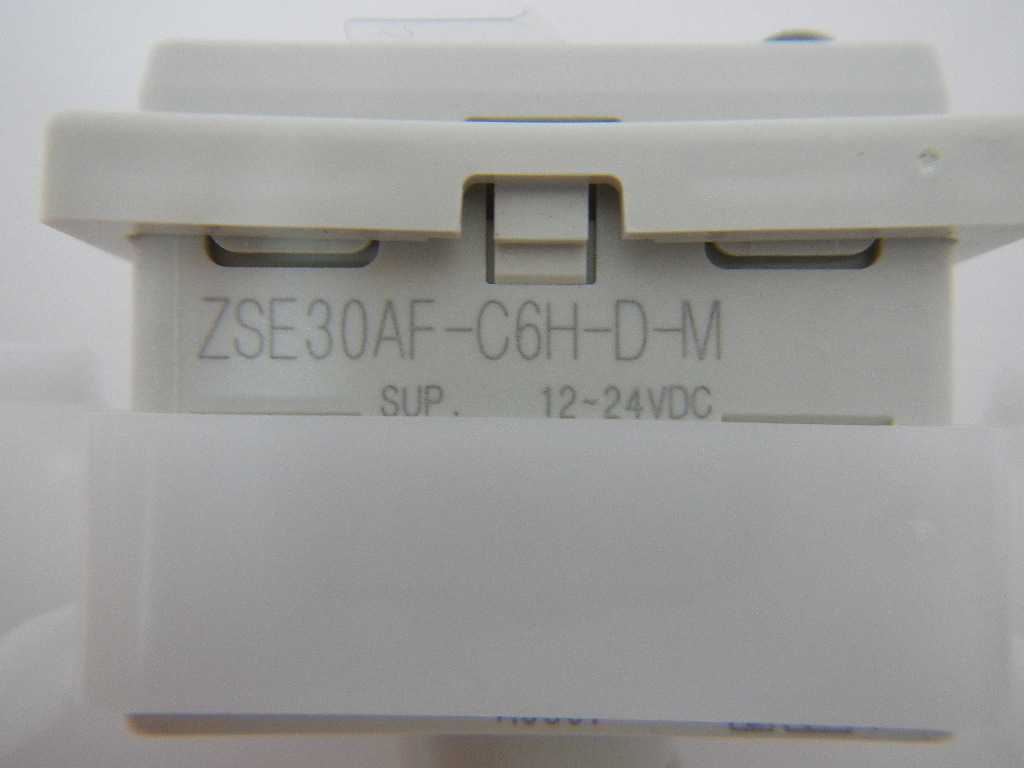 ZSE30AF-C6H-D-M
SUP. 12~24VDC